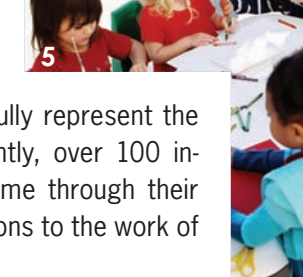 5
ully represent the
ntly, over 100 in-
me through their
ons to the work of